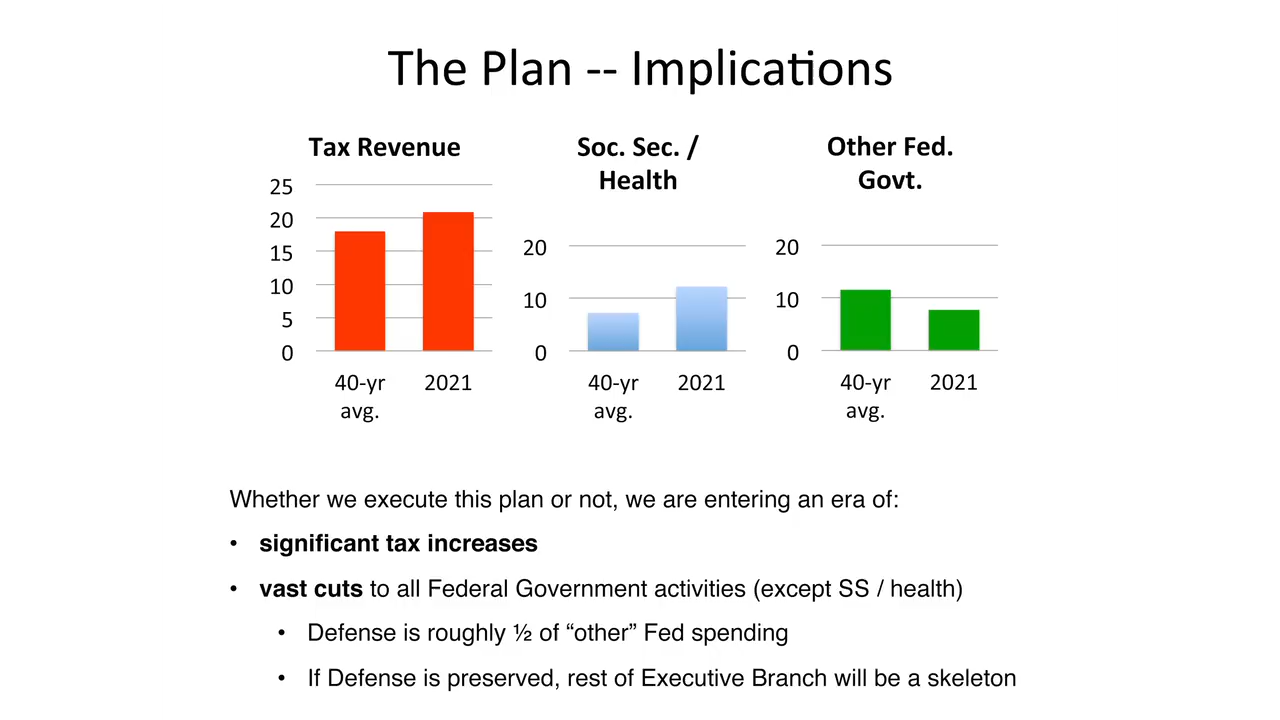 The Plan -- Implications
Tax Revenue
25
20
15
10
5
0
40-yr avg.
2021
Soc. Sec. /
Health
20
10
0
40-yr avg.
2021
Other Fed.
Govt.
20
10
0
40-yr avg.
2021
Whether we execute this plan or not, we are entering an era of:
• significant tax increases
• vast cuts to all Federal Government activities (except SS / health)
• Defense is roughly ½ of “other” Fed spending
• If Defense is preserved, rest of Executive Branch will be a skeleton